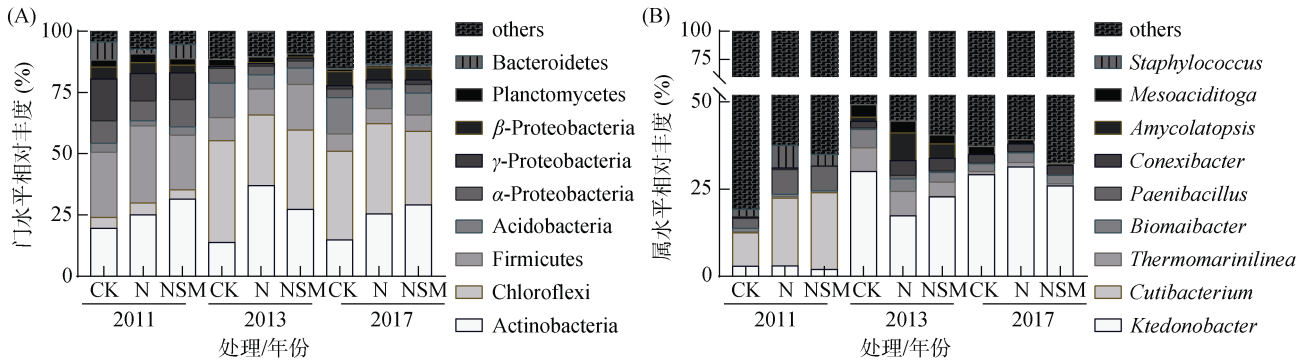 (A)
门水平相对丰度 (%)
100
75
50
25
0
CK N NSM CK N NSM CK N NSM
2011 2013 2017
处理/年份
others
Bacteroidetes
Planctomycetes
β-Proteobacteria
γ-Proteobacteria
α-Proteobacteria
Acidobacteria
Firmicutes
Chloroflexi
Actinobacteria
(B)
属水平相对丰度 (%)
100
75
50
25
0
CK N NSM CK N NSM CK N NSM
2011 2013 2017
处理/年份
others
Staphylococcus
Mesoaciditoga
Amycolatopsis
Conexibacter
Paenibacillus
Biomaibacter
Thermomarinilinea
Cutibacterium
Ktedonobacter